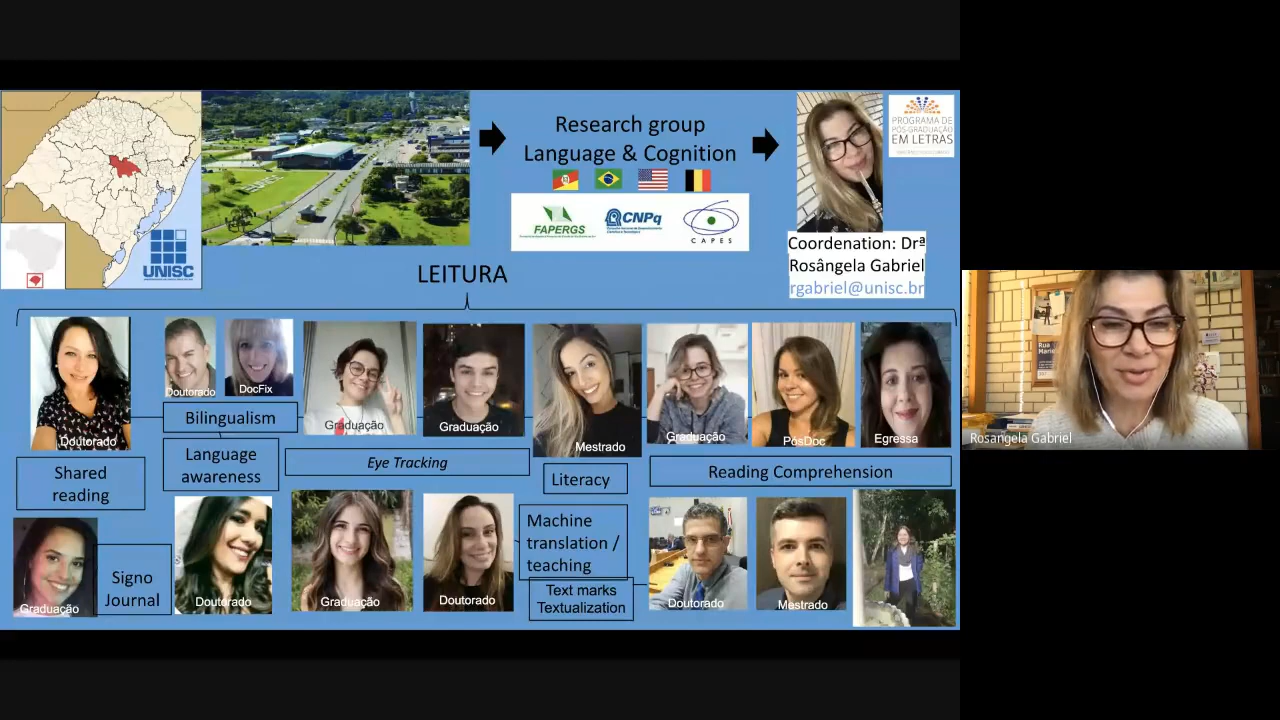 Research group
Language & Cognition
PROGRAMA DE
PÓS-GRADUAÇÃO
EM LETRAS
FAPERGS
CNPq
CAPES
UNISC
Coordenation: Drª
Rosângela Gabriel
rgabriel@unisc.br
LEITURA
Doutorado
Doutorado
DocFix
Graduação
Graduação
Mestrado
Graduação
PósDoc
Egressa
Bilingualism
Language
awareness
Eye Tracking
Shared
reading
Literacy
Reading Comprehension
Machine
translation /
teaching
Text marks
Textualization
Signo
Journal
Graduação
Doutorado
Graduação
Doutorado
Doutorado
Mestrado
Rua
Rosangela Gabriel